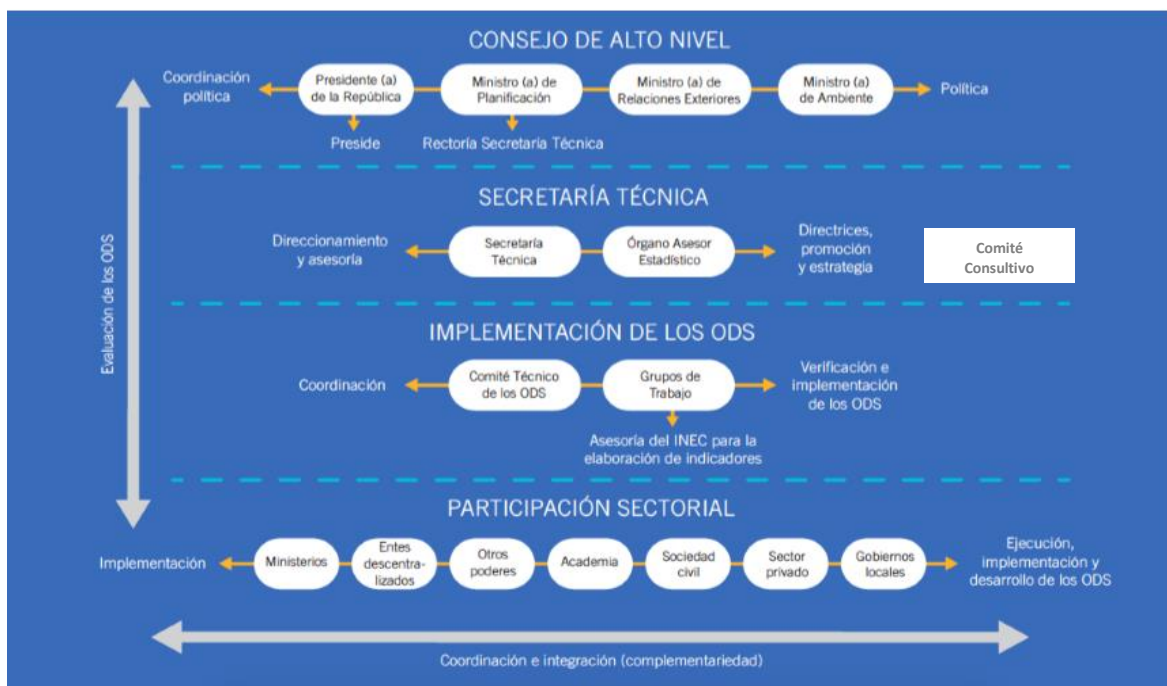 CONSEJO DE ALTO NIVEL
Coordinación
política
Presidente (a)
de la República
Ministro (a) de
Planificación
Ministro (a) de
Relaciones Exteriores
Ministro (a)
de Ambiente
Política
Preside
Rectoría Secretaría Técnica
SECRETARÍA TÉCNICA
Direccionamiento
y asesoría
Secretaría
Técnica
Órgano Asesor
Estadístico
Directrices,
promoción
y estrategia
Comité
Consultivo
Evaluación de los ODS
IMPLEMENTACIÓN DE LOS ODS
Coordinación
Comité Técnico
de los ODS
Grupos de
Trabajo
Verificación e
implementación
de los ODS
Asesoría del INEC para la
elaboración de indicadores
PARTICIPACIÓN SECTORIAL
Implementación
Ministerios
Entes
descentra-
lizados
Otros
poderes
Academia
Sociedad
civil
Sector
privado
Gobiernos
locales
Ejecución,
implementación y
desarrollo de los ODS
Coordinación e integración (complementariedad)